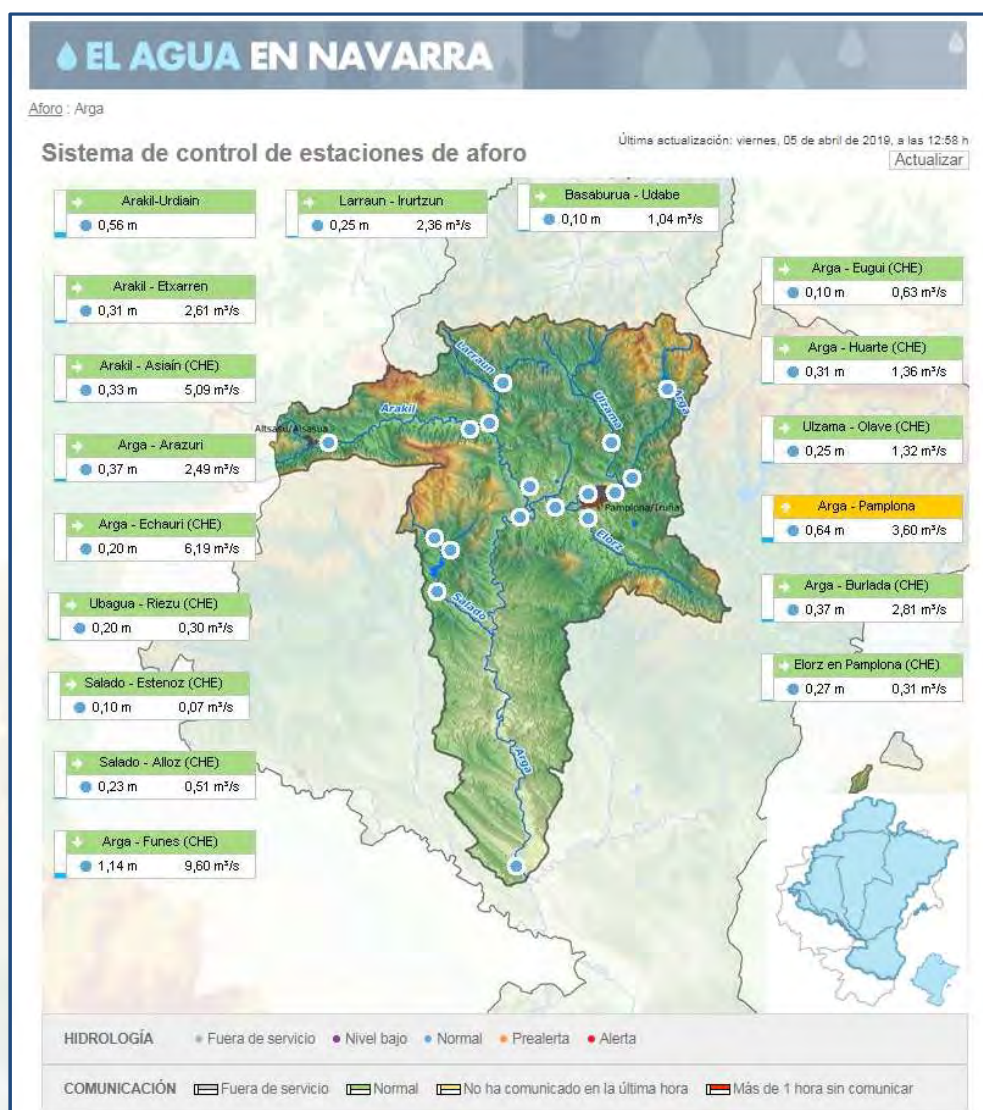 EL AGUA EN NAVARRA
Aforo : Arga
Última actualización: viernes, 05 de abril de 2019, a las 12:58 h
Sistema de control de estaciones de aforo
Actualizar
Arakil-Urdiain
0,56 m
Larraun - Irurtzun
0,25 m 2,36 m³/s
Basaburua - Udabe
0,10 m 1,04 m³/s
Arakil - Etxarren
0,31 m 2,61 m³/s
Arakil - Asiaín (CHE)
0,33 m 5,09 m³/s
Arga - Arazuri
0,37 m 2,49 m³/s
Arga - Echauri (CHE)
0,20 m 6,19 m³/s
Ubagua - Riezu (CHE)
0,20 m 0,30 m³/s
Salado - Estenoz (CHE)
0,10 m 0,07 m³/s
Salado - Alloz (CHE)
0,23 m 0,51 m³/s
Arga - Funes (CHE)
1,14 m 9,60 m³/s
Arga - Eugui (CHE)
0,10 m 0,63 m³/s
Arga - Huarte (CHE)
0,31 m 1,36 m³/s
Ulzama - Olave (CHE)
0,25 m 1,32 m³/s
Arga - Pamplona
0,64 m 3,60 m³/s
Arga - Burlada (CHE)
0,37 m 2,81 m³/s
Elorz en Pamplona (CHE)
0,27 m 0,31 m³/s
Larraun
Arga
Ulzama
Arakil
Altsasu/Alsasua
Pamplona/Iruña
Elorz
Salado
Arga
HIDROLOGÍA Fuera de servicio Nivel bajo Normal Prealerta Alerta
COMUNICACIÓN Fuera de servicio Normal No ha comunicado en la última hora Más de 1 hora sin comunicar